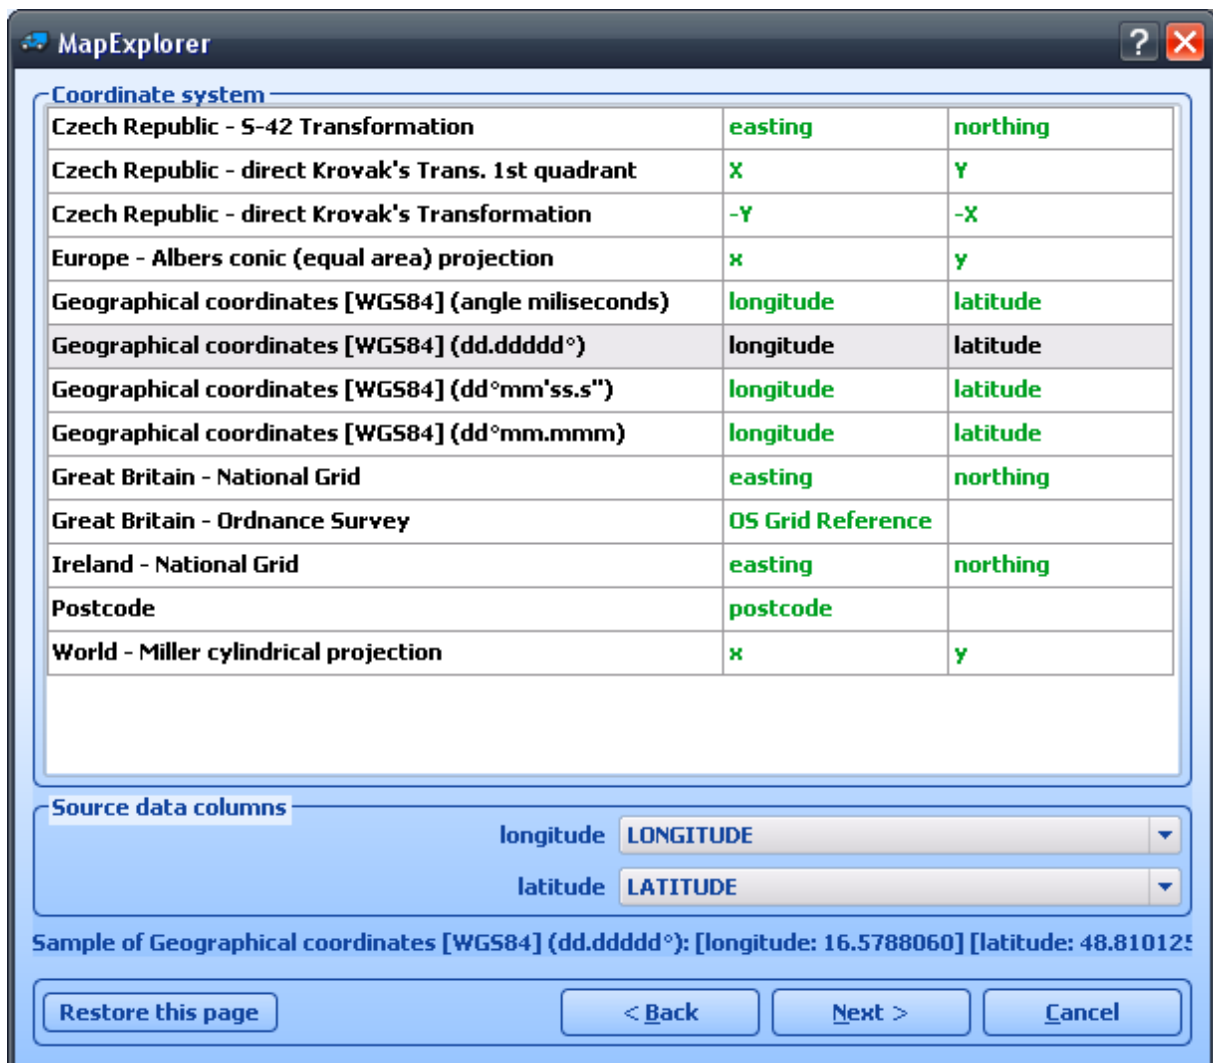 MapExplorer
Coordinate system
Czech Republic - S-42 Transformation easting northing
Czech Republic - direct Krovak's Trans. 1st quadrant X Y
Czech Republic - direct Krovak's Transformation -Y -X
Europe - Albers conic (equal area) projection x y
Geographical coordinates [WGS84] (angle miliseconds) longitude latitude
Geographical coordinates [WGS84] (dd.ddddd°) longitude latitude
Geographical coordinates [WGS84] (dd°mm'ss.s") longitude latitude
Geographical coordinates [WGS84] (dd°mm.mmm) longitude latitude
Great Britain - National Grid easting northing
Great Britain - Ordnance Survey OS Grid Reference
Ireland - National Grid easting northing
Postcode postcode
World - Miller cylindrical projection x y
Source data columns
longitude LONGITUDE
latitude LATITUDE
Sample of Geographical coordinates [WGS84] (dd.ddddd°): [longitude: 16.5788060] [latitude: 48.810125
Restore this page < Back Next > Cancel